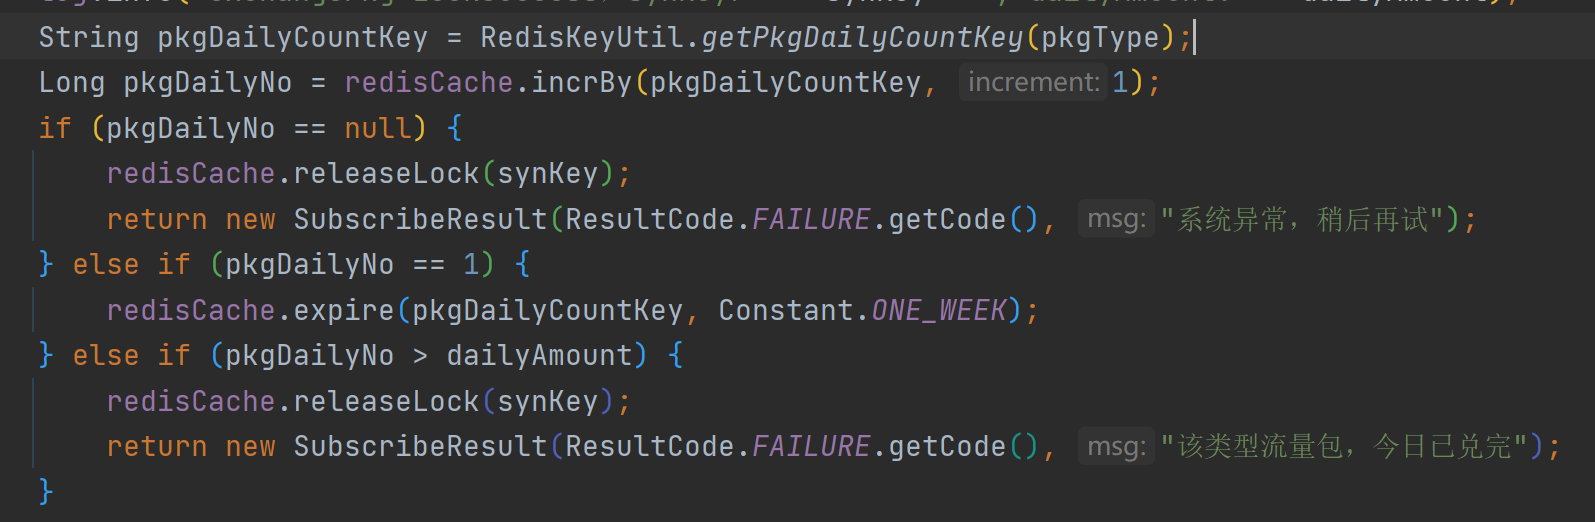 String pkgDailyCountKey = RedisKeyUtil.getPkgDailyCountKey(pkgType);
Long pkgDailyNo = redisCache.incrBy(pkgDailyCountKey, increment: 1);
if (pkgDailyNo == null) {
redisCache.releaseLock(synKey);
return new SubscribeResult(ResultCode.FAILURE.getCode(), msg: "系统异常，稍后再试");
} else if (pkgDailyNo == 1) {
redisCache.expire(pkgDailyCountKey, Constant.ONE_WEEK);
} else if (pkgDailyNo > dailyAmount) {
redisCache.releaseLock(synKey);
return new SubscribeResult(ResultCode.FAILURE.getCode(), msg: "该类型流量包，今日已兑完");
}